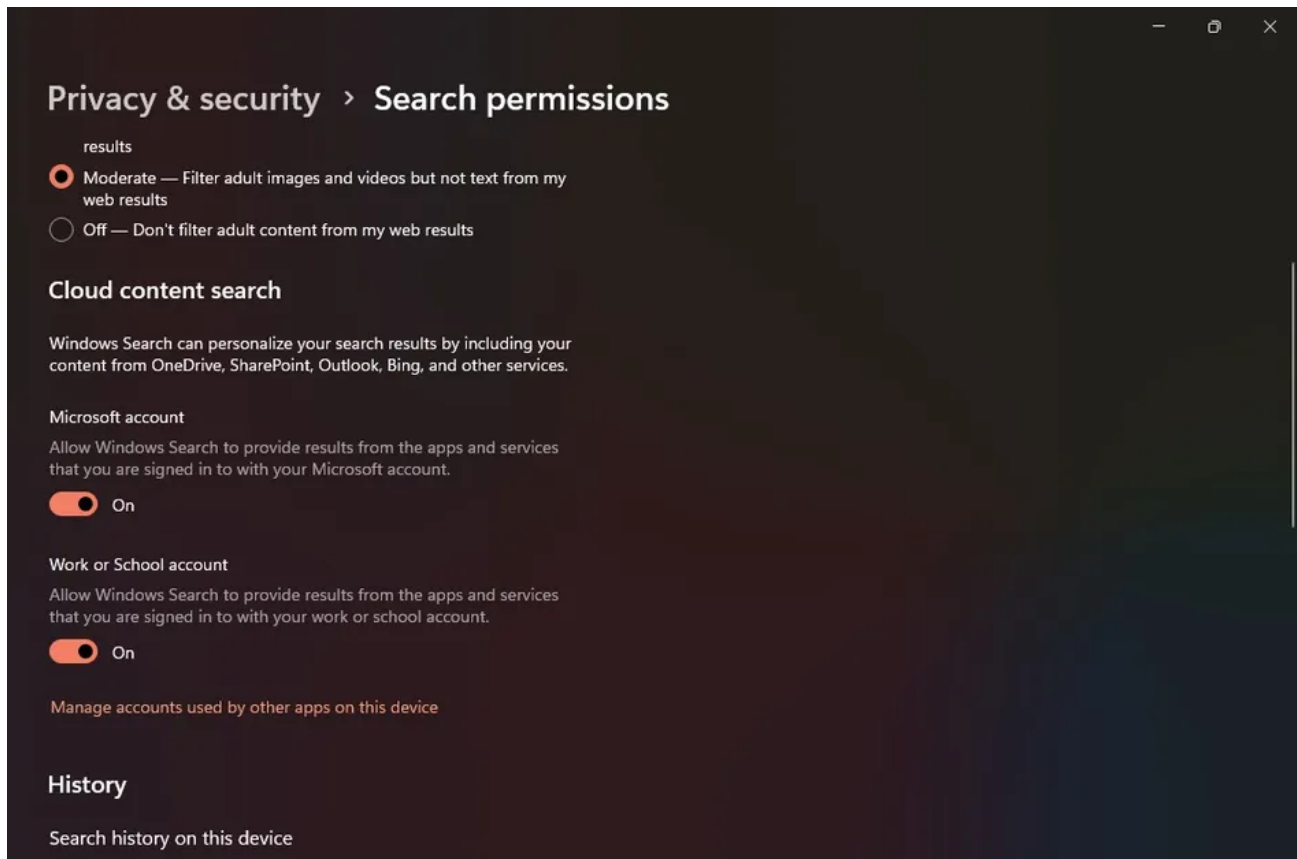 Privacy & security › Search permissions
results
Moderate — Filter adult images and videos but not text from my
web results
Off — Don't filter adult content from my web results
Cloud content search
Windows Search can personalize your search results by including your
content from OneDrive, SharePoint, Outlook, Bing, and other services.
Microsoft account
Allow Windows Search to provide results from the apps and services
that you are signed in to with your Microsoft account.
On
Work or School account
Allow Windows Search to provide results from the apps and services
that you are signed in to with your work or school account.
On
Manage accounts used by other apps on this device
History
Search history on this device